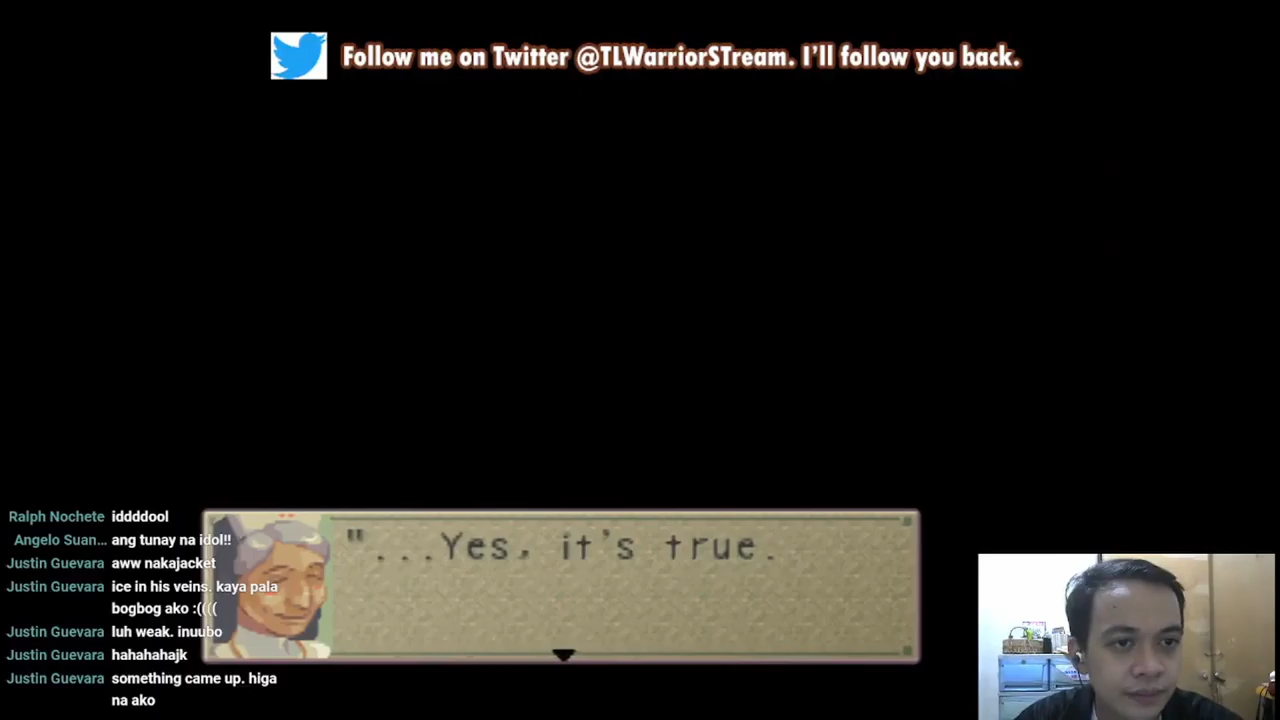 Follow me on Twitter @TLWarriorSTream. I'll follow you back.
"...Yes, it's true.
Ralph Nochete iddddool
Angelo Suan... ang tunay na idol!!
Justin Guevara aww nakajacket
Justin Guevara ice in his veins. kaya pala
bogbog ako :((((
Justin Guevara luh weak. inuubo
Justin Guevara hahahahajk
Justin Guevara something came up. higa
na ako